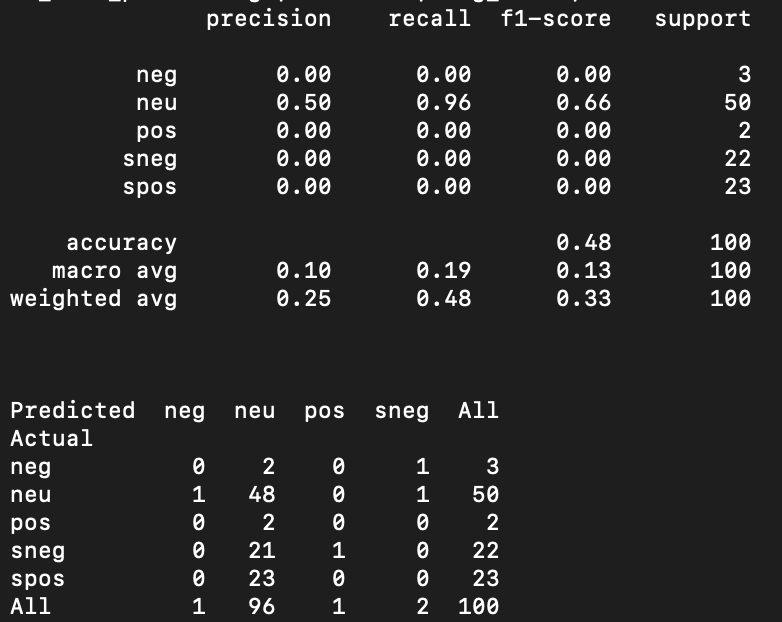 precision recall f1-score support
neg 0.00 0.00 0.00 3
neu 0.50 0.96 0.66 50
pos 0.00 0.00 0.00 2
sneg 0.00 0.00 0.00 22
spos 0.00 0.00 0.00 23
accuracy 0.48 100
macro avg 0.10 0.19 0.13 100
weighted avg 0.25 0.48 0.33 100
Predicted neg neu pos sneg All
Actual
neg 0 2 0 1 3
neu 1 48 0 1 50
pos 0 2 0 0 2
sneg 0 21 1 0 22
spos 0 23 0 0 23
All 1 96 1 2 100